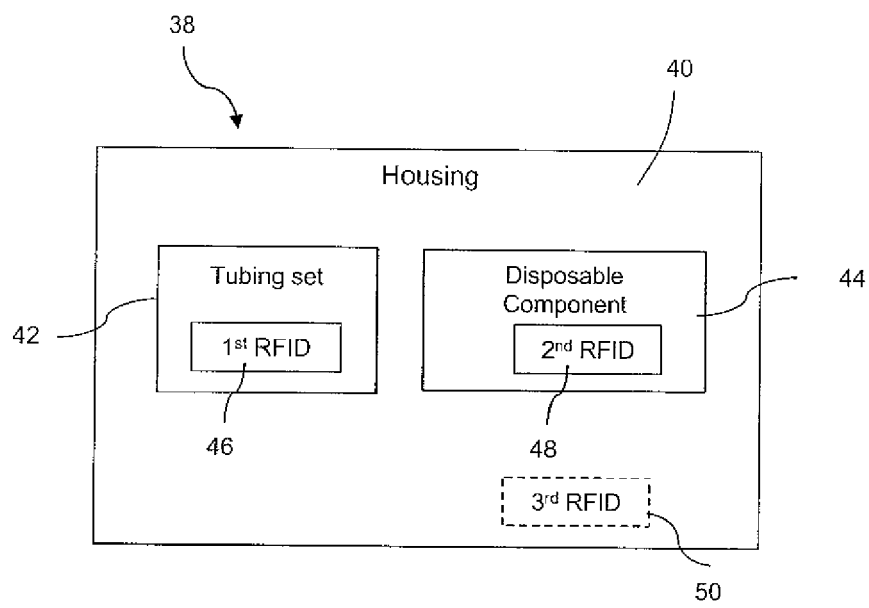 38
40
Housing
Tubing set
Disposable
Component
44
42
1st RFID
2nd RFID
46
48
3rd RFID
50